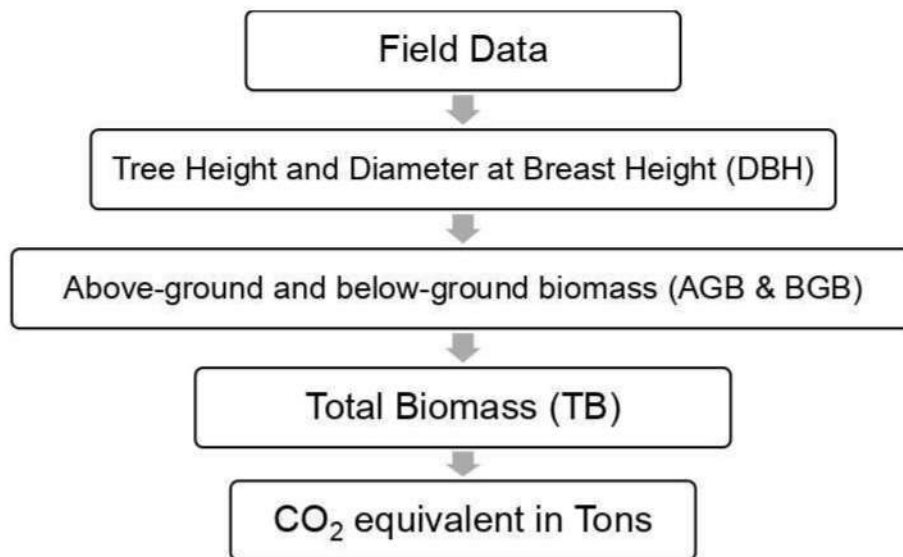 Field Data
Tree Height and Diameter at Breast Height (DBH)
Above-ground and below-ground biomass (AGB & BGB)
Total Biomass (TB)
CO₂ equivalent in Tons